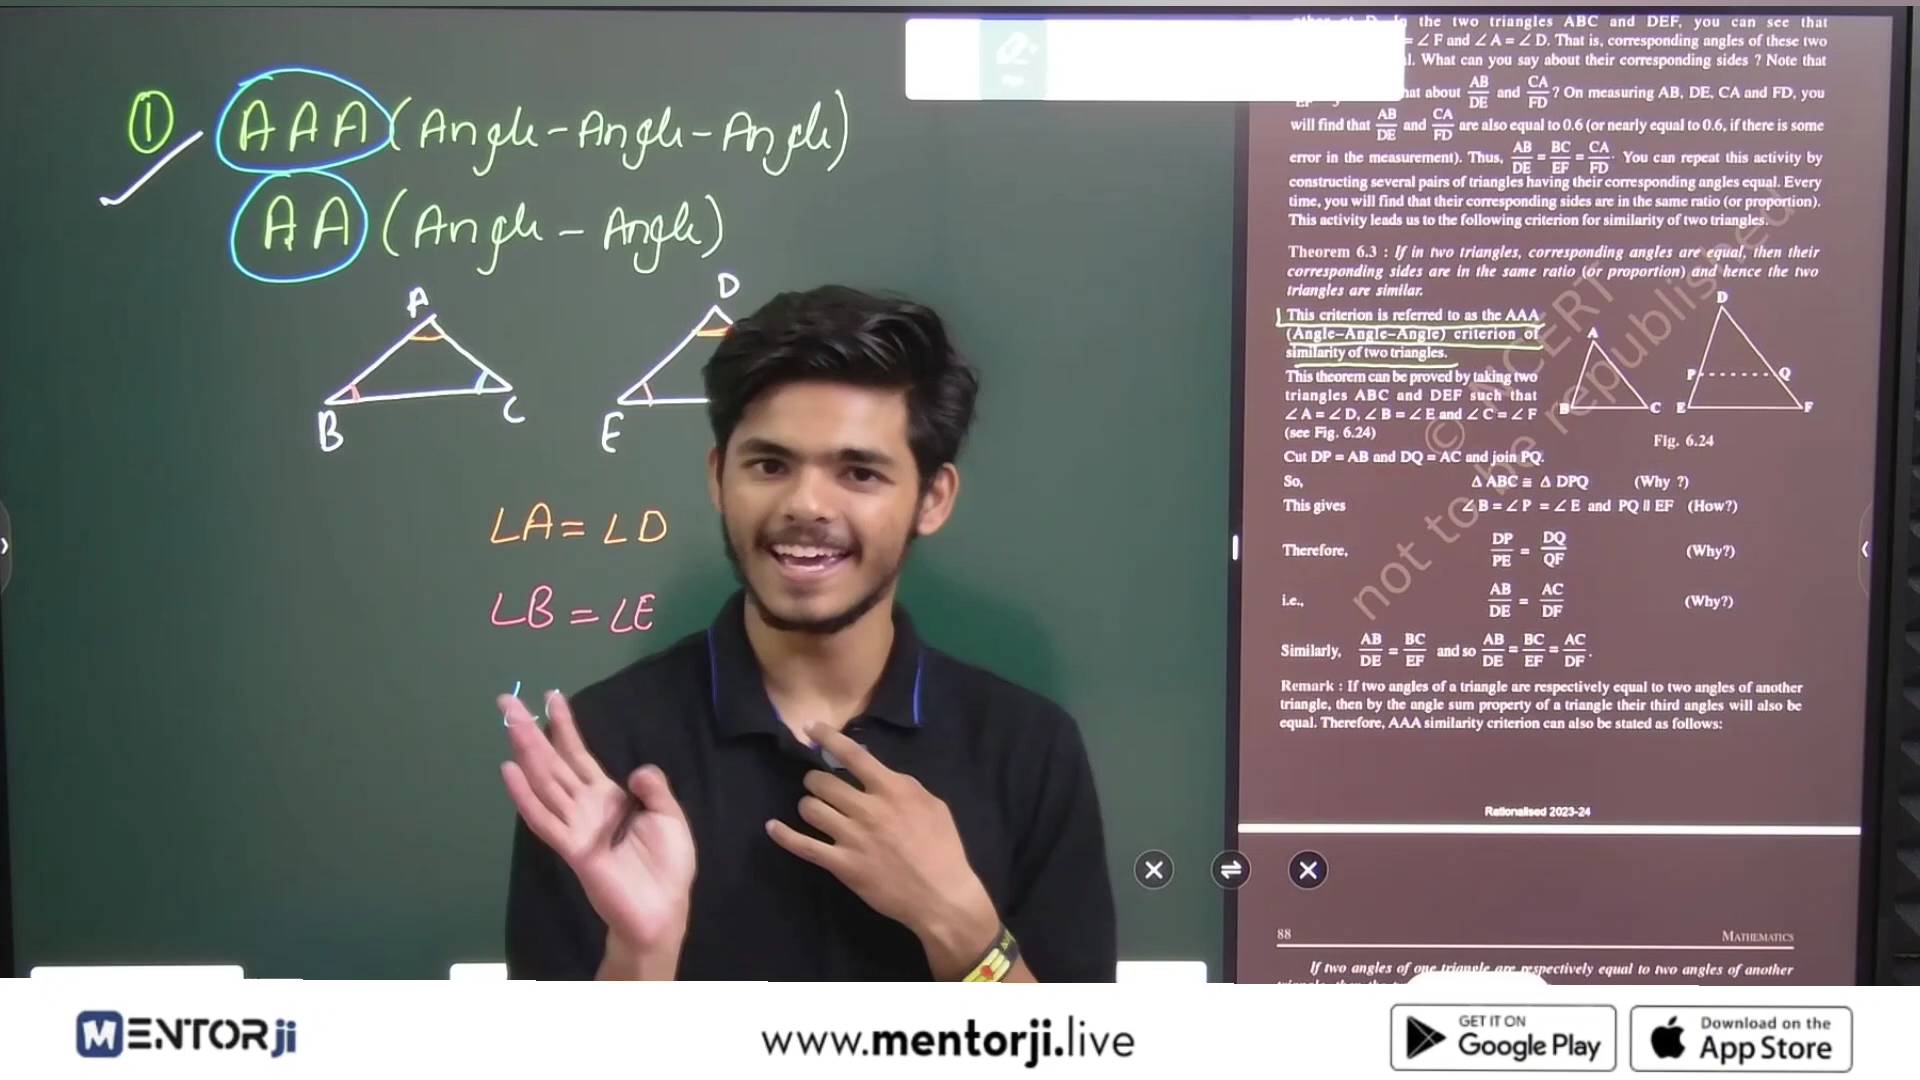 ① AAA (Angle-Angle-Angle)
AA (Angle - Angle)
A
B
C
D
E
∠A = ∠D
∠B = ∠E
∠C
In the two triangles ABC and DEF, you can see that
= ∠ F and ∠ A = ∠ D. That is, corresponding angles of these two
What can you say about their corresponding sides ? Note that
about AB/DE and CA/FD ? On measuring AB, DE, CA and FD, you
will find that AB/DE and CA/FD are also equal to 0.6 (or nearly equal to 0.6, if there is some
error in the measurement). Thus, AB/DE = BC/EF = CA/FD. You can repeat this activity by
constructing several pairs of triangles having their corresponding angles equal. Every
time, you will find that their corresponding sides are in the same ratio (or proportion).
This activity leads us to the following criterion for similarity of two triangles.
Theorem 6.3 : If in two triangles, corresponding angles are equal, then their
corresponding sides are in the same ratio (or proportion) and hence the two
triangles are similar.
This criterion is referred to as the AAA
(Angle–Angle–Angle) criterion of
similarity of two triangles.
This theorem can be proved by taking two
triangles ABC and DEF such that
∠ A = ∠ D, ∠ B = ∠ E and ∠ C = ∠ F
(see Fig. 6.24)
A
B
C
D
P
Q
E
F
Fig. 6.24
Cut DP = AB and DQ = AC and join PQ.
So, Δ ABC ≅ Δ DPQ (Why ?)
This gives ∠ B = ∠ P = ∠ E and PQ || EF (How?)
Therefore, DP/PE = DQ/QF (Why?)
i.e., AB/DE = AC/DF (Why?)
Similarly, AB/DE = BC/EF and so AB/DE = BC/EF = AC/DF.
Remark : If two angles of a triangle are respectively equal to two angles of another
triangle, then by the angle sum property of a triangle their third angles will also be
equal. Therefore, AAA similarity criterion can also be stated as follows:
© NCERT
not to be republished
Rationalised 2023-24
88 MATHEMATICS
If two angles of one triangle are respectively equal to two angles of another
MENTORji
www.mentorji.live
GET IT ON
Google Play
Download on the
App Store